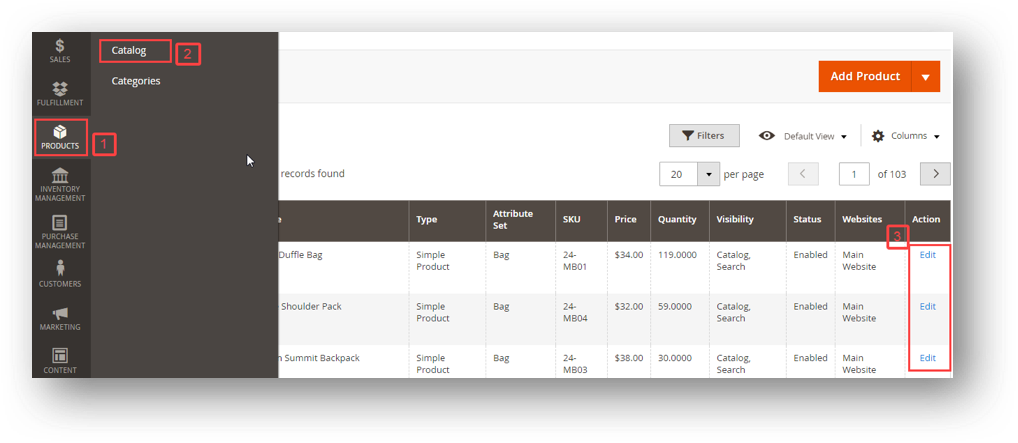 $
SALES
FULFILLMENT
PRODUCTS
1
INVENTORY
MANAGEMENT
PURCHASE
MANAGEMENT
CUSTOMERS
MARKETING
CONTENT
Catalog
2
Categories
Add Product
Filters
Default View
Columns
records found
20
per page
1
of 103
Type
Attribute
Set
SKU
Price
Quantity
Visibility
Status
Websites
Action
3
Duffle Bag
Simple
Product
Bag
24-
MB01
$34.00
119.0000
Catalog,
Search
Enabled
Main
Website
Edit
Shoulder Pack
Simple
Product
Bag
24-
MB04
$32.00
59.0000
Catalog,
Search
Enabled
Main
Website
Edit
Summit Backpack
Simple
Product
Bag
24-
MB03
$38.00
30.0000
Catalog,
Search
Enabled
Main
Website
Edit